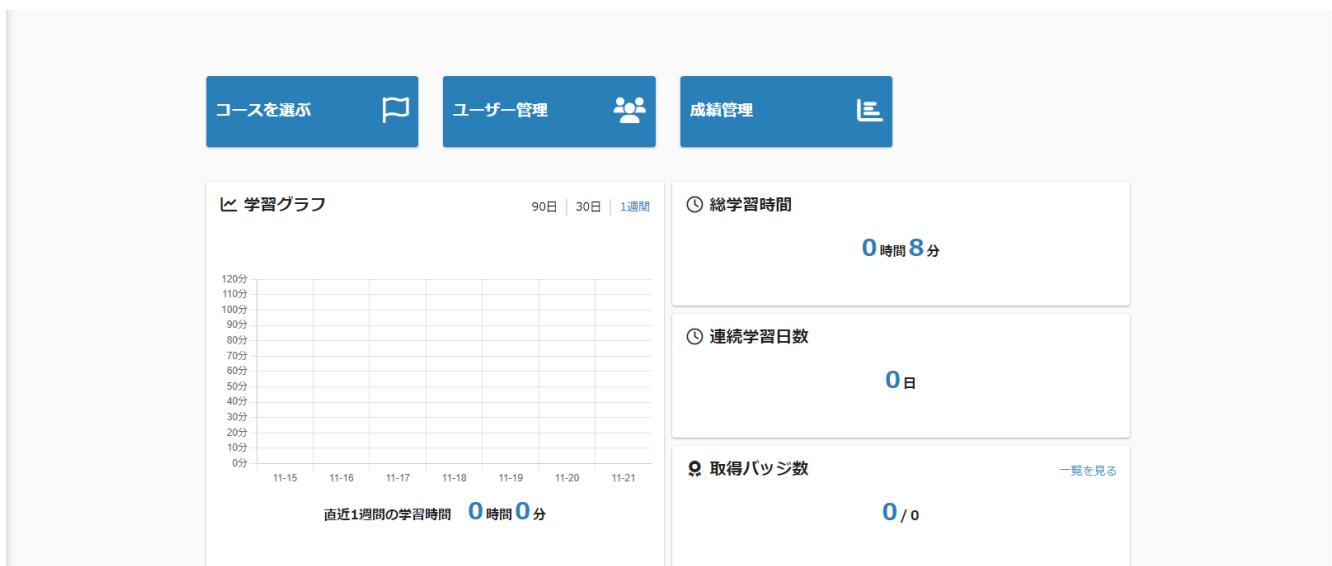 コースを選ぶ
ユーザー管理
成績管理
学習グラフ
90日 | 30日 | 1週間
120分
110分
100分
90分
80分
70分
60分
50分
40分
30分
20分
10分
0分
11-15 11-16 11-17 11-18 11-19 11-20 11-21
直近1週間の学習時間 0時間0分
総学習時間
0時間8分
連続学習日数
0日
取得バッジ数
一覧を見る
0 / 0